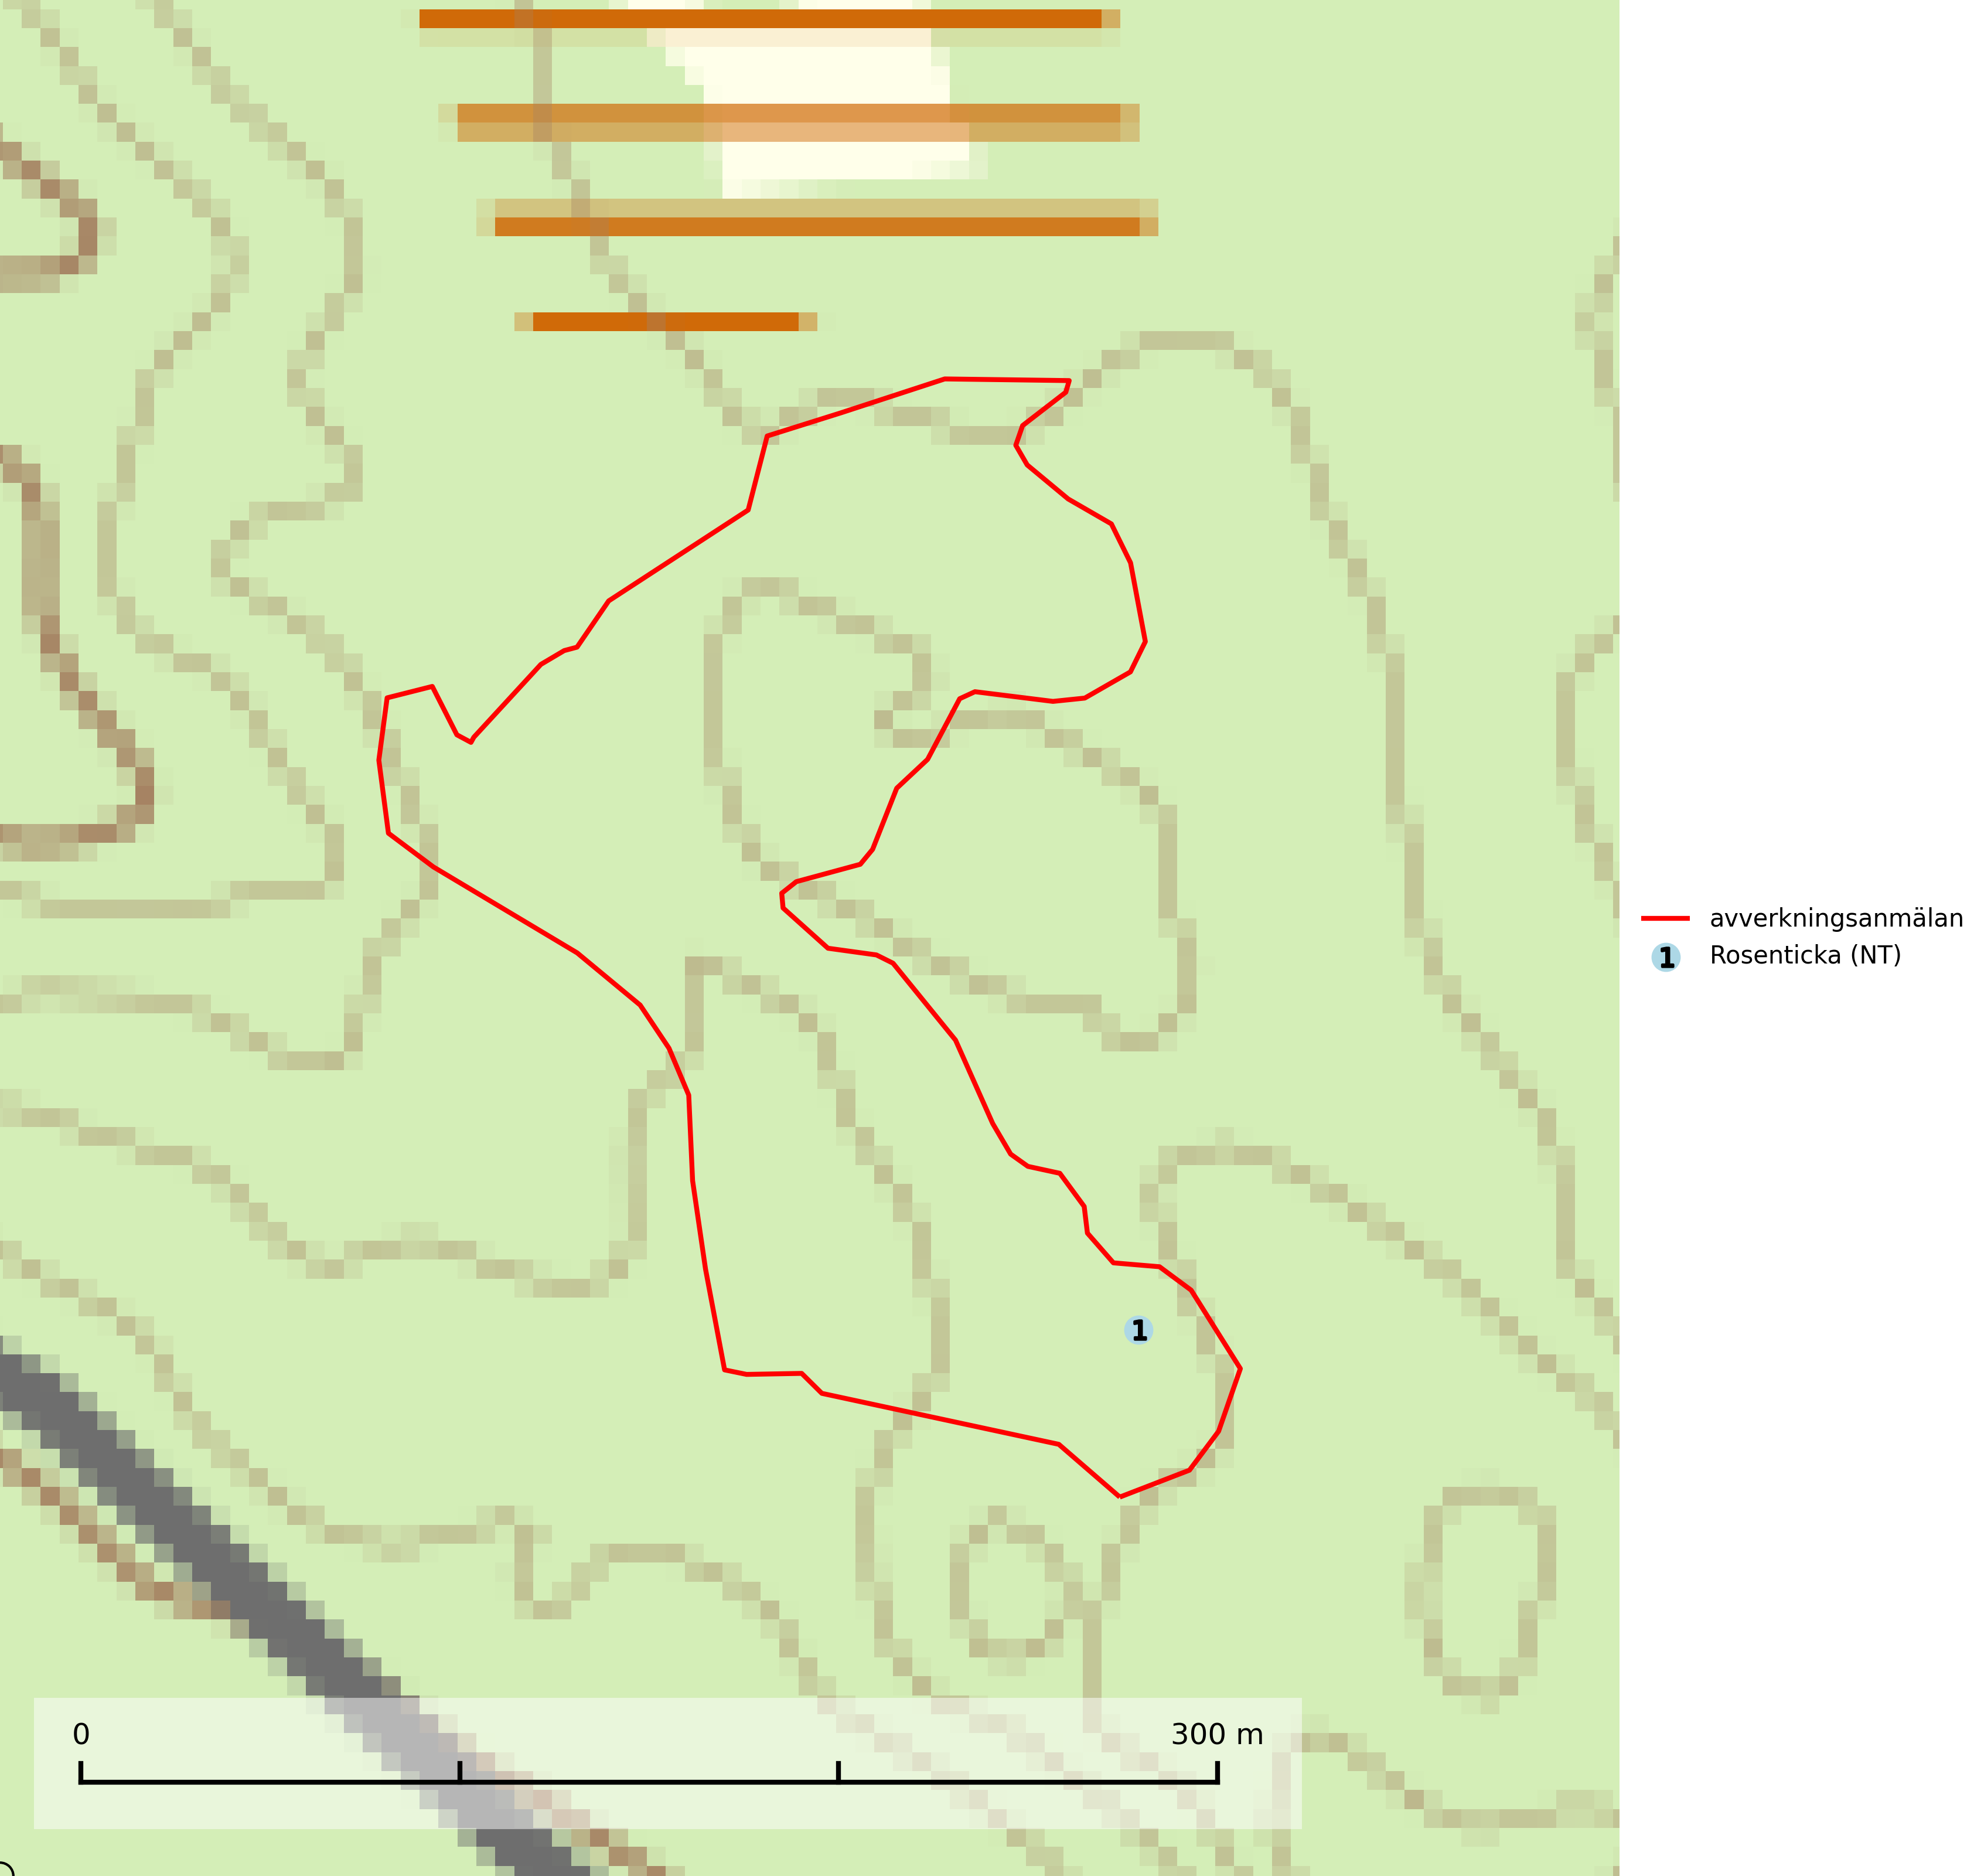 avverkningsanmälan
1 Rosenticka (NT)
1
0 300 m